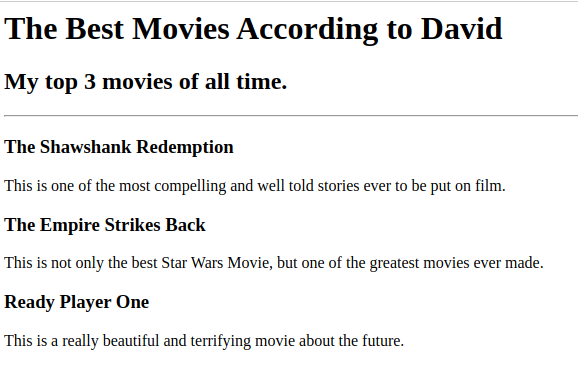 The Best Movies According to David
My top 3 movies of all time.
The Shawshank Redemption
This is one of the most compelling and well told stories ever to be put on film.
The Empire Strikes Back
This is not only the best Star Wars Movie, but one of the greatest movies ever made.
Ready Player One
This is a really beautiful and terrifying movie about the future.